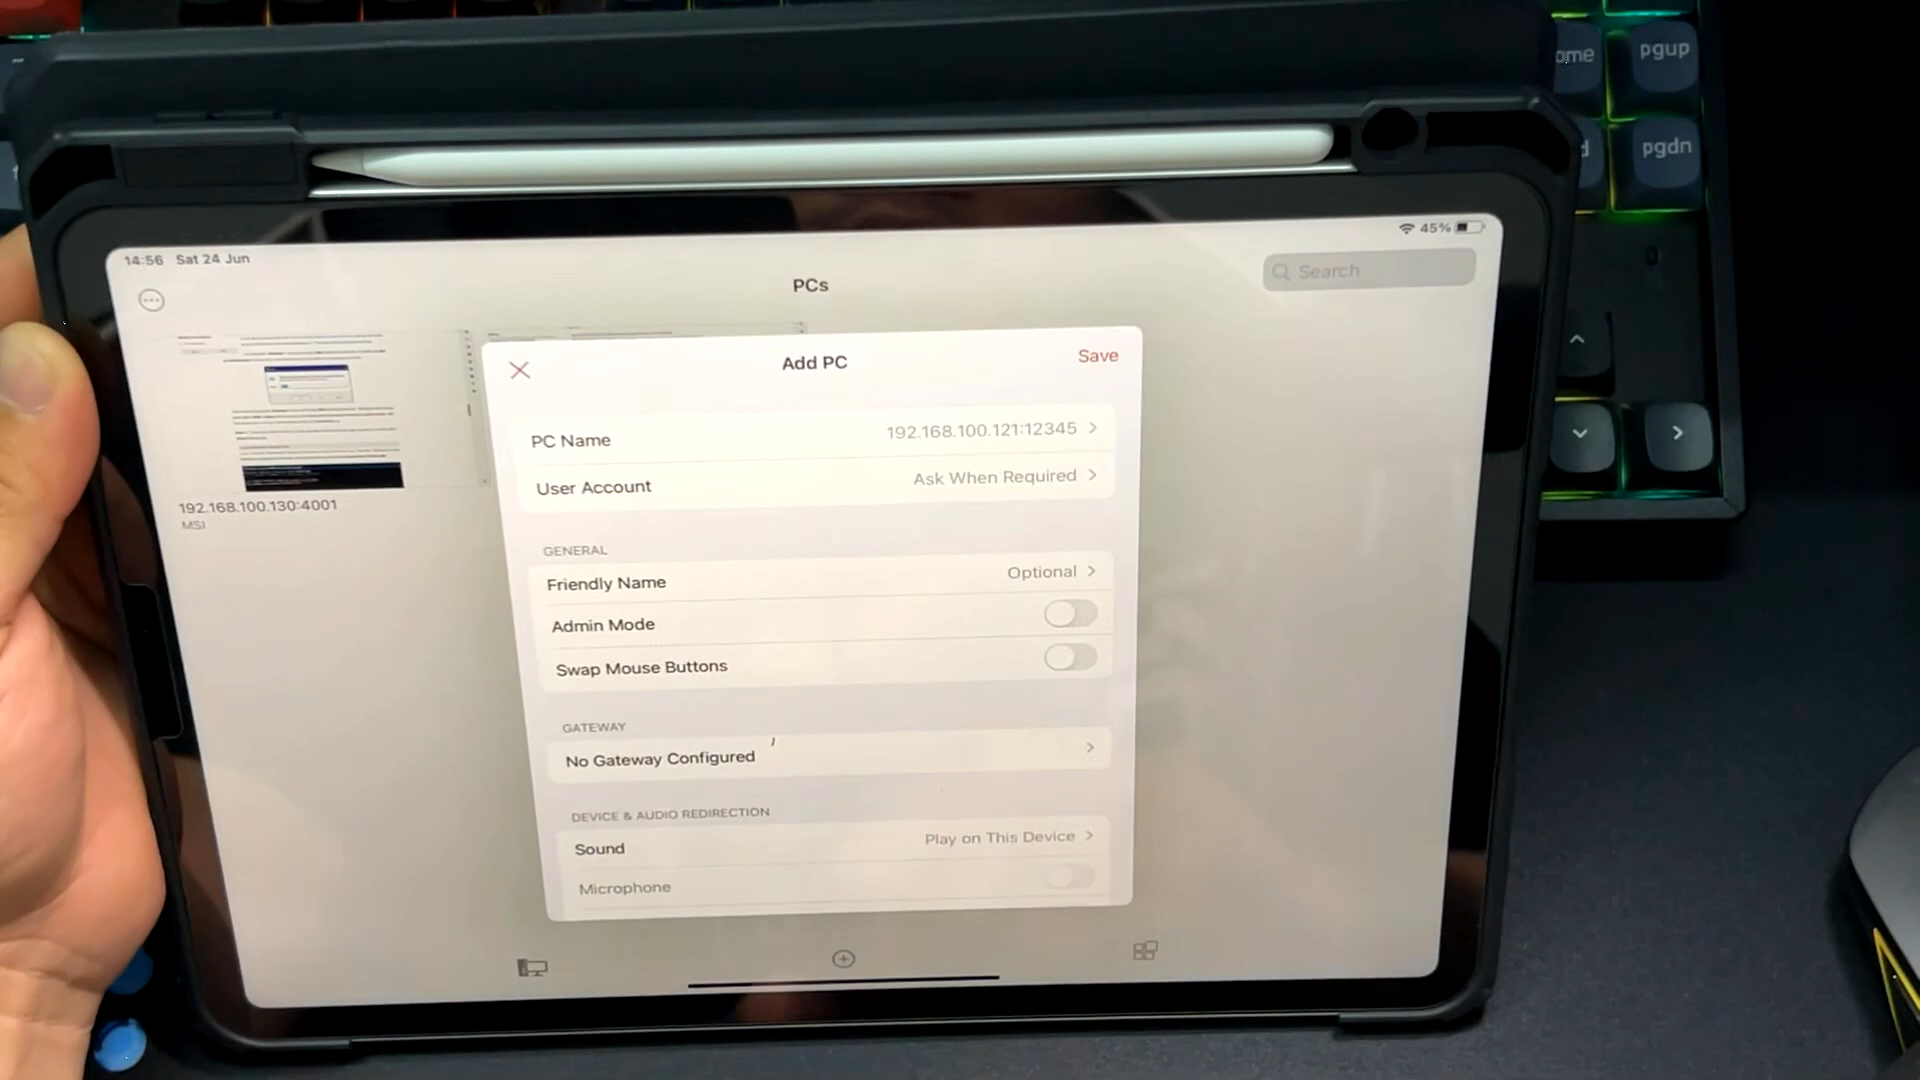 ome
pgup
pgdn
14:56 Sat 24 Jun
45%
PCs
Search
Add PC
Save
PC Name
192.168.100.121:12345
User Account
Ask When Required
GENERAL
Friendly Name
Optional
Admin Mode
Swap Mouse Buttons
GATEWAY
No Gateway Configured
DEVICE & AUDIO REDIRECTION
Sound
Play on This Device
Microphone
192.168.100.130:4001
MSI